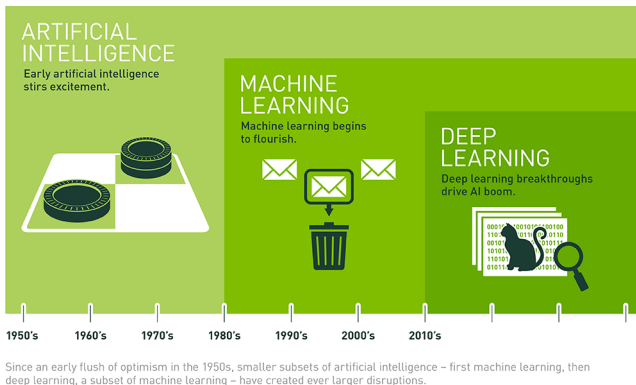 ARTIFICIAL
INTELLIGENCE
Early artificial intelligence
stirs excitement.
MACHINE
LEARNING
Machine learning begins
to flourish.
DEEP
LEARNING
Deep learning breakthroughs
drive AI boom.
1950's 1960's 1970's 1980's 1990's 2000's 2010's
Since an early flush of optimism in the 1950s, smaller subsets of artificial intelligence – first machine learning, then
deep learning, a subset of machine learning – have created ever larger disruptions.